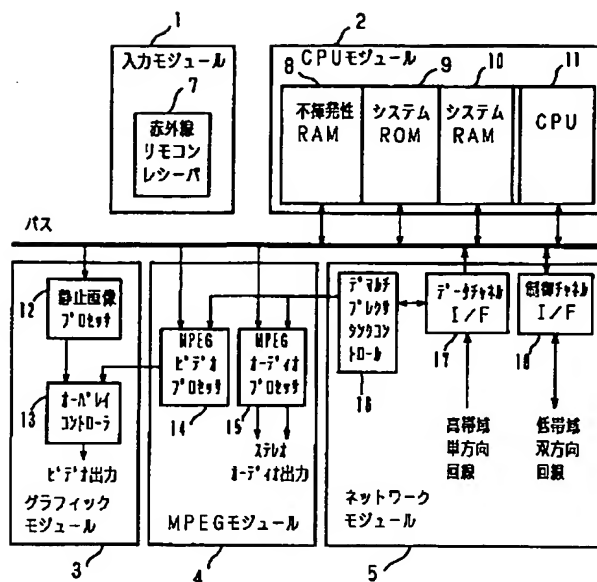 1
入力モジュール
7
赤外線
リモコン
レシーバ
2
CPUモジュール
8
9
10
11
不揮発性
RAM
システム
ROM
システム
RAM
CPU
バス
12
静止画像
プロセッサ
13
オーバレイ
コントローラ
ビデオ出力
グラフィック
モジュール
3
MPEG
ビデオ
プロセッサ
14
MPEG
オーディオ
プロセッサ
15
ステレオ
オーディオ出力
MPEGモジュール
4
デマルチ
プレクサ
タンクコン
トロール
16
データチャネル
I/F
17
制御チャネル
I/F
18
高帯域
単方向
回線
低帯域
双方向
回線
ネットワーク
モジュール
5